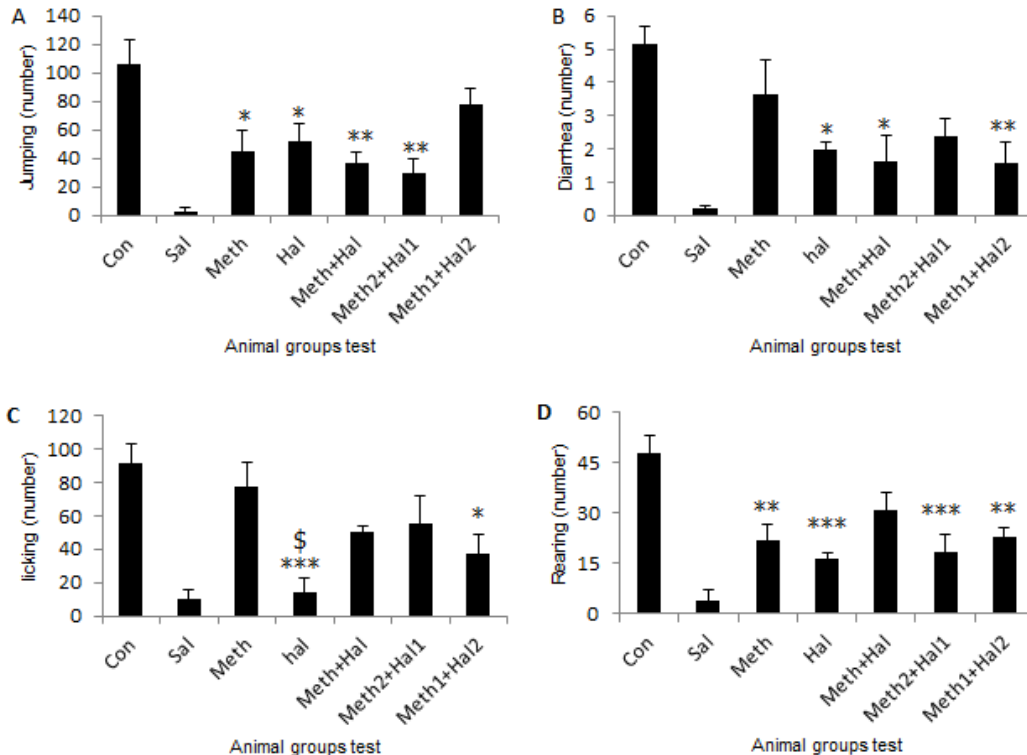 A
Jumping (number)
140
120
100
80
60
40
20
0
*
*
**
**
Con
Sal
Meth
Hal
Meth+Hal
Meth2+Hal1
Meth1+Hal2
Animal groups test
B
Diarrhea (number)
6
5
4
3
2
1
0
*
*
**
Con
Sal
Meth
hal
Meth+Hal
Meth2+Hal1
Meth1+Hal2
Animal groups test
C
licking (number)
120
100
80
60
40
20
0
$
***
*
Con
Sal
Meth
hal
Meth+Hal
Meth2+Hal1
Meth1+Hal2
Animal groups test
D
Rearing (number)
60
45
30
15
0
**
***
***
**
Con
Sal
Meth
Hal
Meth+Hal
Meth2+Hal1
Meth1+Hal2
Animal groups test